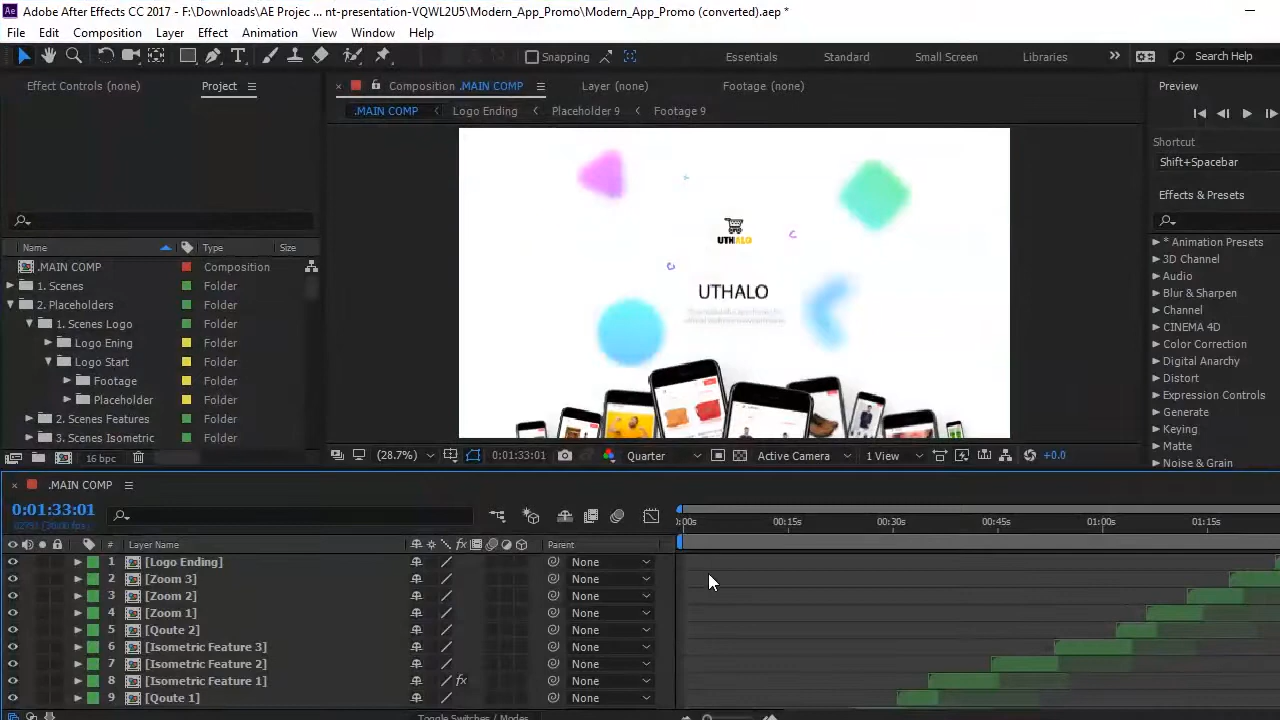 Adobe After Effects CC 2017 - F:\Downloads\AE Projec ... nt-presentation-VQWL2U5\Modern_App_Promo\Modern_App_Promo (converted).aep *
File Edit Composition Layer Effect Animation View Window Help
Snapping Essentials Standard Small Screen Libraries Search Help
Effect Controls (none) Project Composition .MAIN COMP Layer (none) Footage (none) Preview
.MAIN COMP Logo Ending Placeholder 9 Footage 9
Shortcut
Shift+Spacebar
Effects & Presets
Name Type Size
.MAIN COMP Composition
1. Scenes Folder
2. Placeholders Folder
1. Scenes Logo Folder
Logo Ening Folder
Logo Start Folder
Footage Folder
Placeholder Folder
2. Scenes Features Folder
3. Scenes Isometric Folder
16 bpc
UTHALO
UTHALO
* Animation Presets
3D Channel
Audio
Blur & Sharpen
Channel
CINEMA 4D
Color Correction
Digital Anarchy
Distort
Expression Controls
Generate
Keying
Matte
Noise & Grain
(28.7%) 0:01:33:01 Quarter Active Camera 1 View +0.0
.MAIN COMP
0:01:33:01
:00s 00:15s 00:30s 00:45s 01:00s 01:15s
# Layer Name fx Parent
1 [Logo Ending] None
2 [Zoom 3] None
3 [Zoom 2] None
4 [Zoom 1] None
5 [Qoute 2] None
6 [Isometric Feature 3] None
7 [Isometric Feature 2] None
8 [Isometric Feature 1] fx None
9 [Qoute 1] None
Toggle Switches / Modes